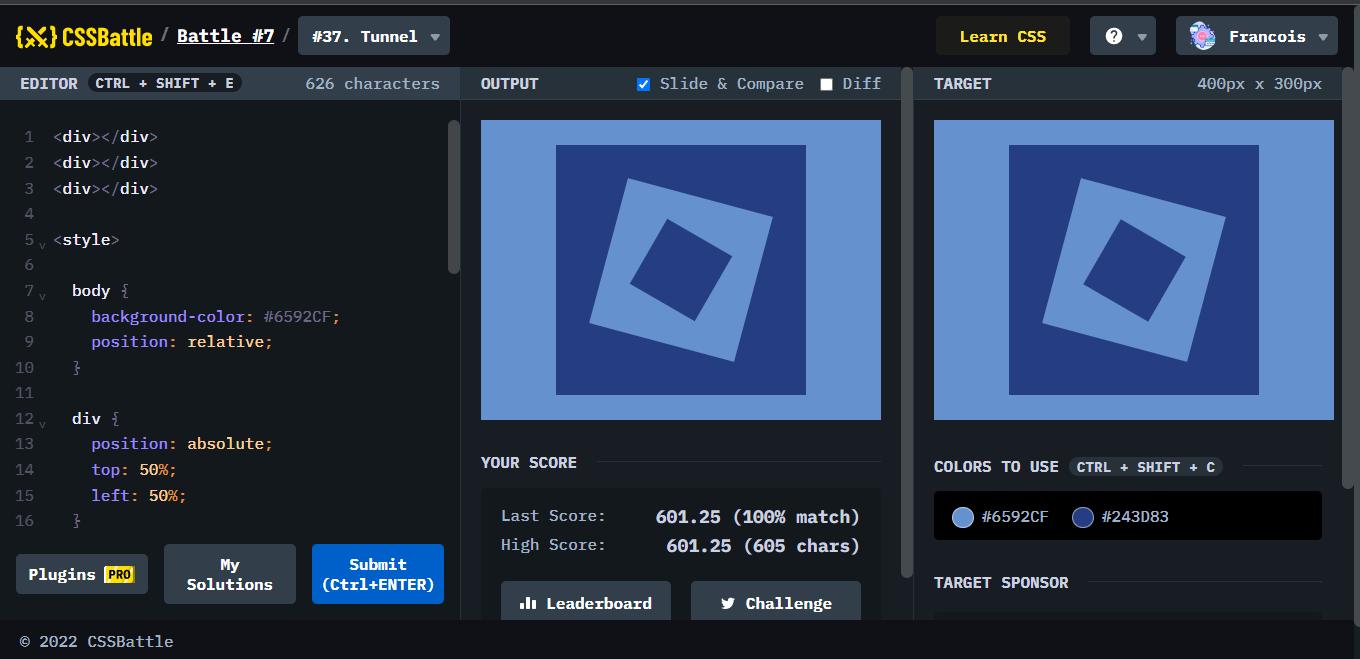 {X} CSSBattle / Battle #7 / #37. Tunnel Learn CSS ? Francois
EDITOR CTRL + SHIFT + E 626 characters
1 <div></div>
2 <div></div>
3 <div></div>
4
5 <style>
6
7 body {
8 background-color: #6592CF;
9 position: relative;
10 }
11
12 div {
13 position: absolute;
14 top: 50%;
15 left: 50%;
16 }
Plugins PRO
My Solutions
Submit (Ctrl+ENTER)
OUTPUT Slide & Compare Diff
YOUR SCORE
Last Score: 601.25 (100% match)
High Score: 601.25 (605 chars)
Leaderboard Challenge
TARGET 400px x 300px
COLORS TO USE CTRL + SHIFT + C
#6592CF #243D83
TARGET SPONSOR
© 2022 CSSBattle